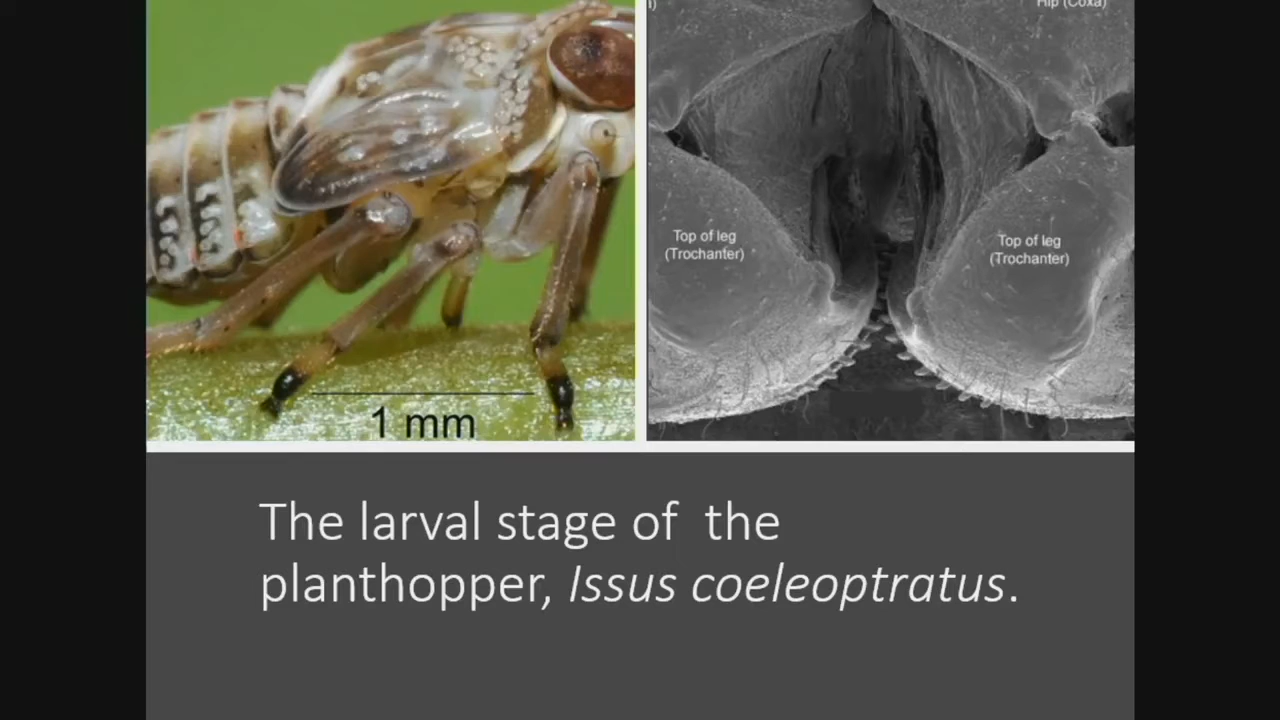 Hip (Coxa)
Top of leg
(Trochanter)
Top of leg
(Trochanter)
1 mm
The larval stage of  the
planthopper, Issus coeleoptratus.